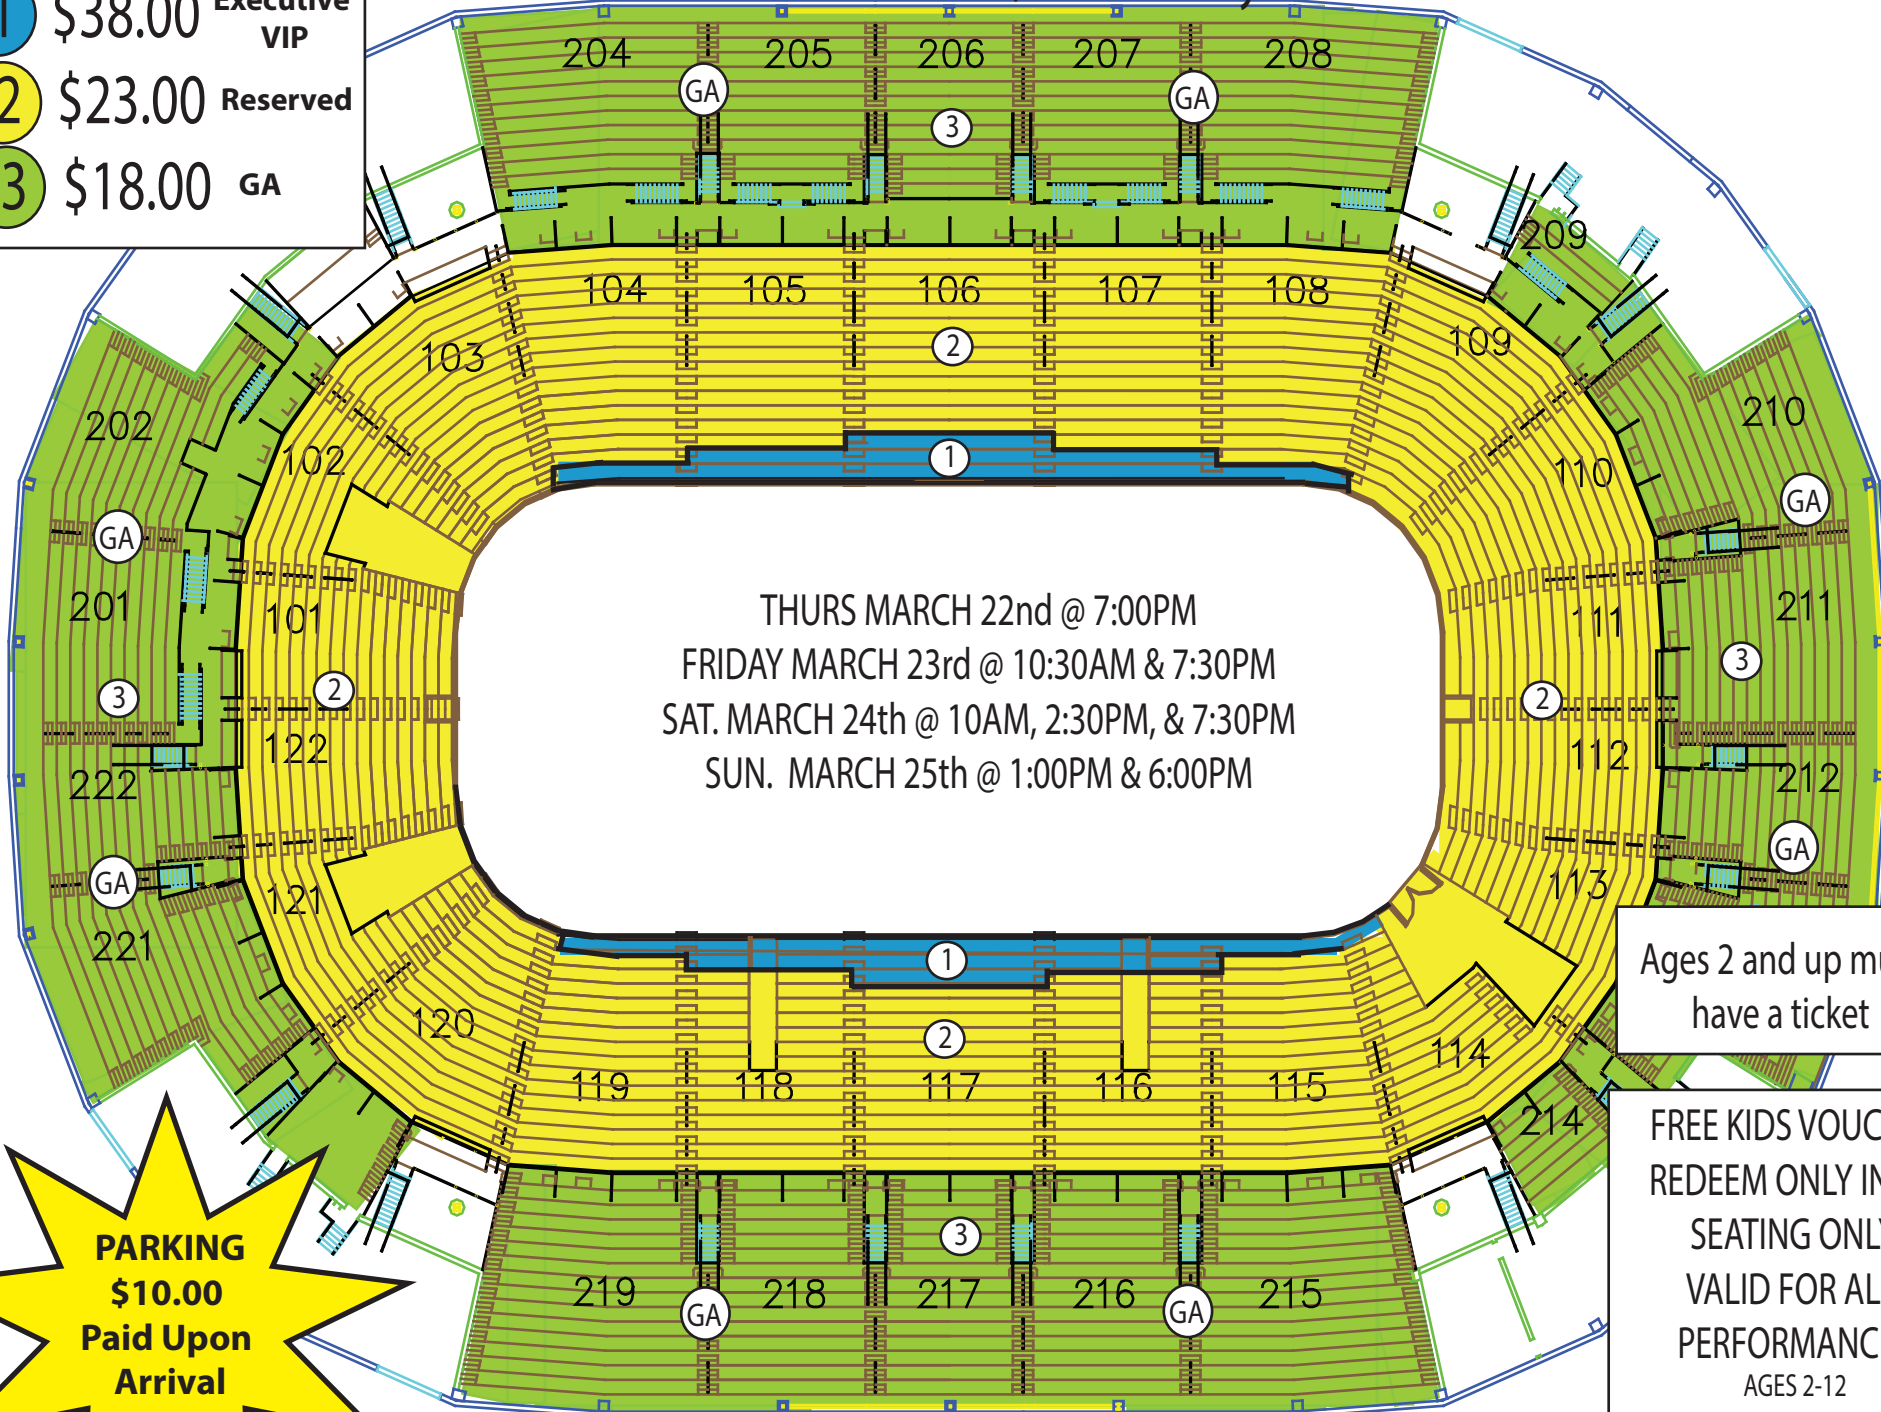 1 $38.00 Executive
VIP
2 $23.00 Reserved
3 $18.00 GA
204 205 206 207 208
GA GA
3
209
104 105 106 107 108
103 2 109
202 210
102 1 110
GA GA
201 101 111 211
THURS MARCH 22nd @ 7:00PM
FRIDAY MARCH 23rd @ 10:30AM & 7:30PM
SAT. MARCH 24th @ 10AM, 2:30PM, & 7:30PM
SUN. MARCH 25th @ 1:00PM & 6:00PM
3 2 2 3
222 122 112 212
GA GA
221 121 113
1
120 2 114
119 118 117 116 115
214
3
219 218 217 216 215
GA GA
Ages 2 and up
have a ticket
FREE KIDS
REDEEM ONLY
SEATING
VALID FOR
AGES 2-12
PARKING
$10.00
Paid Upon
Arrival